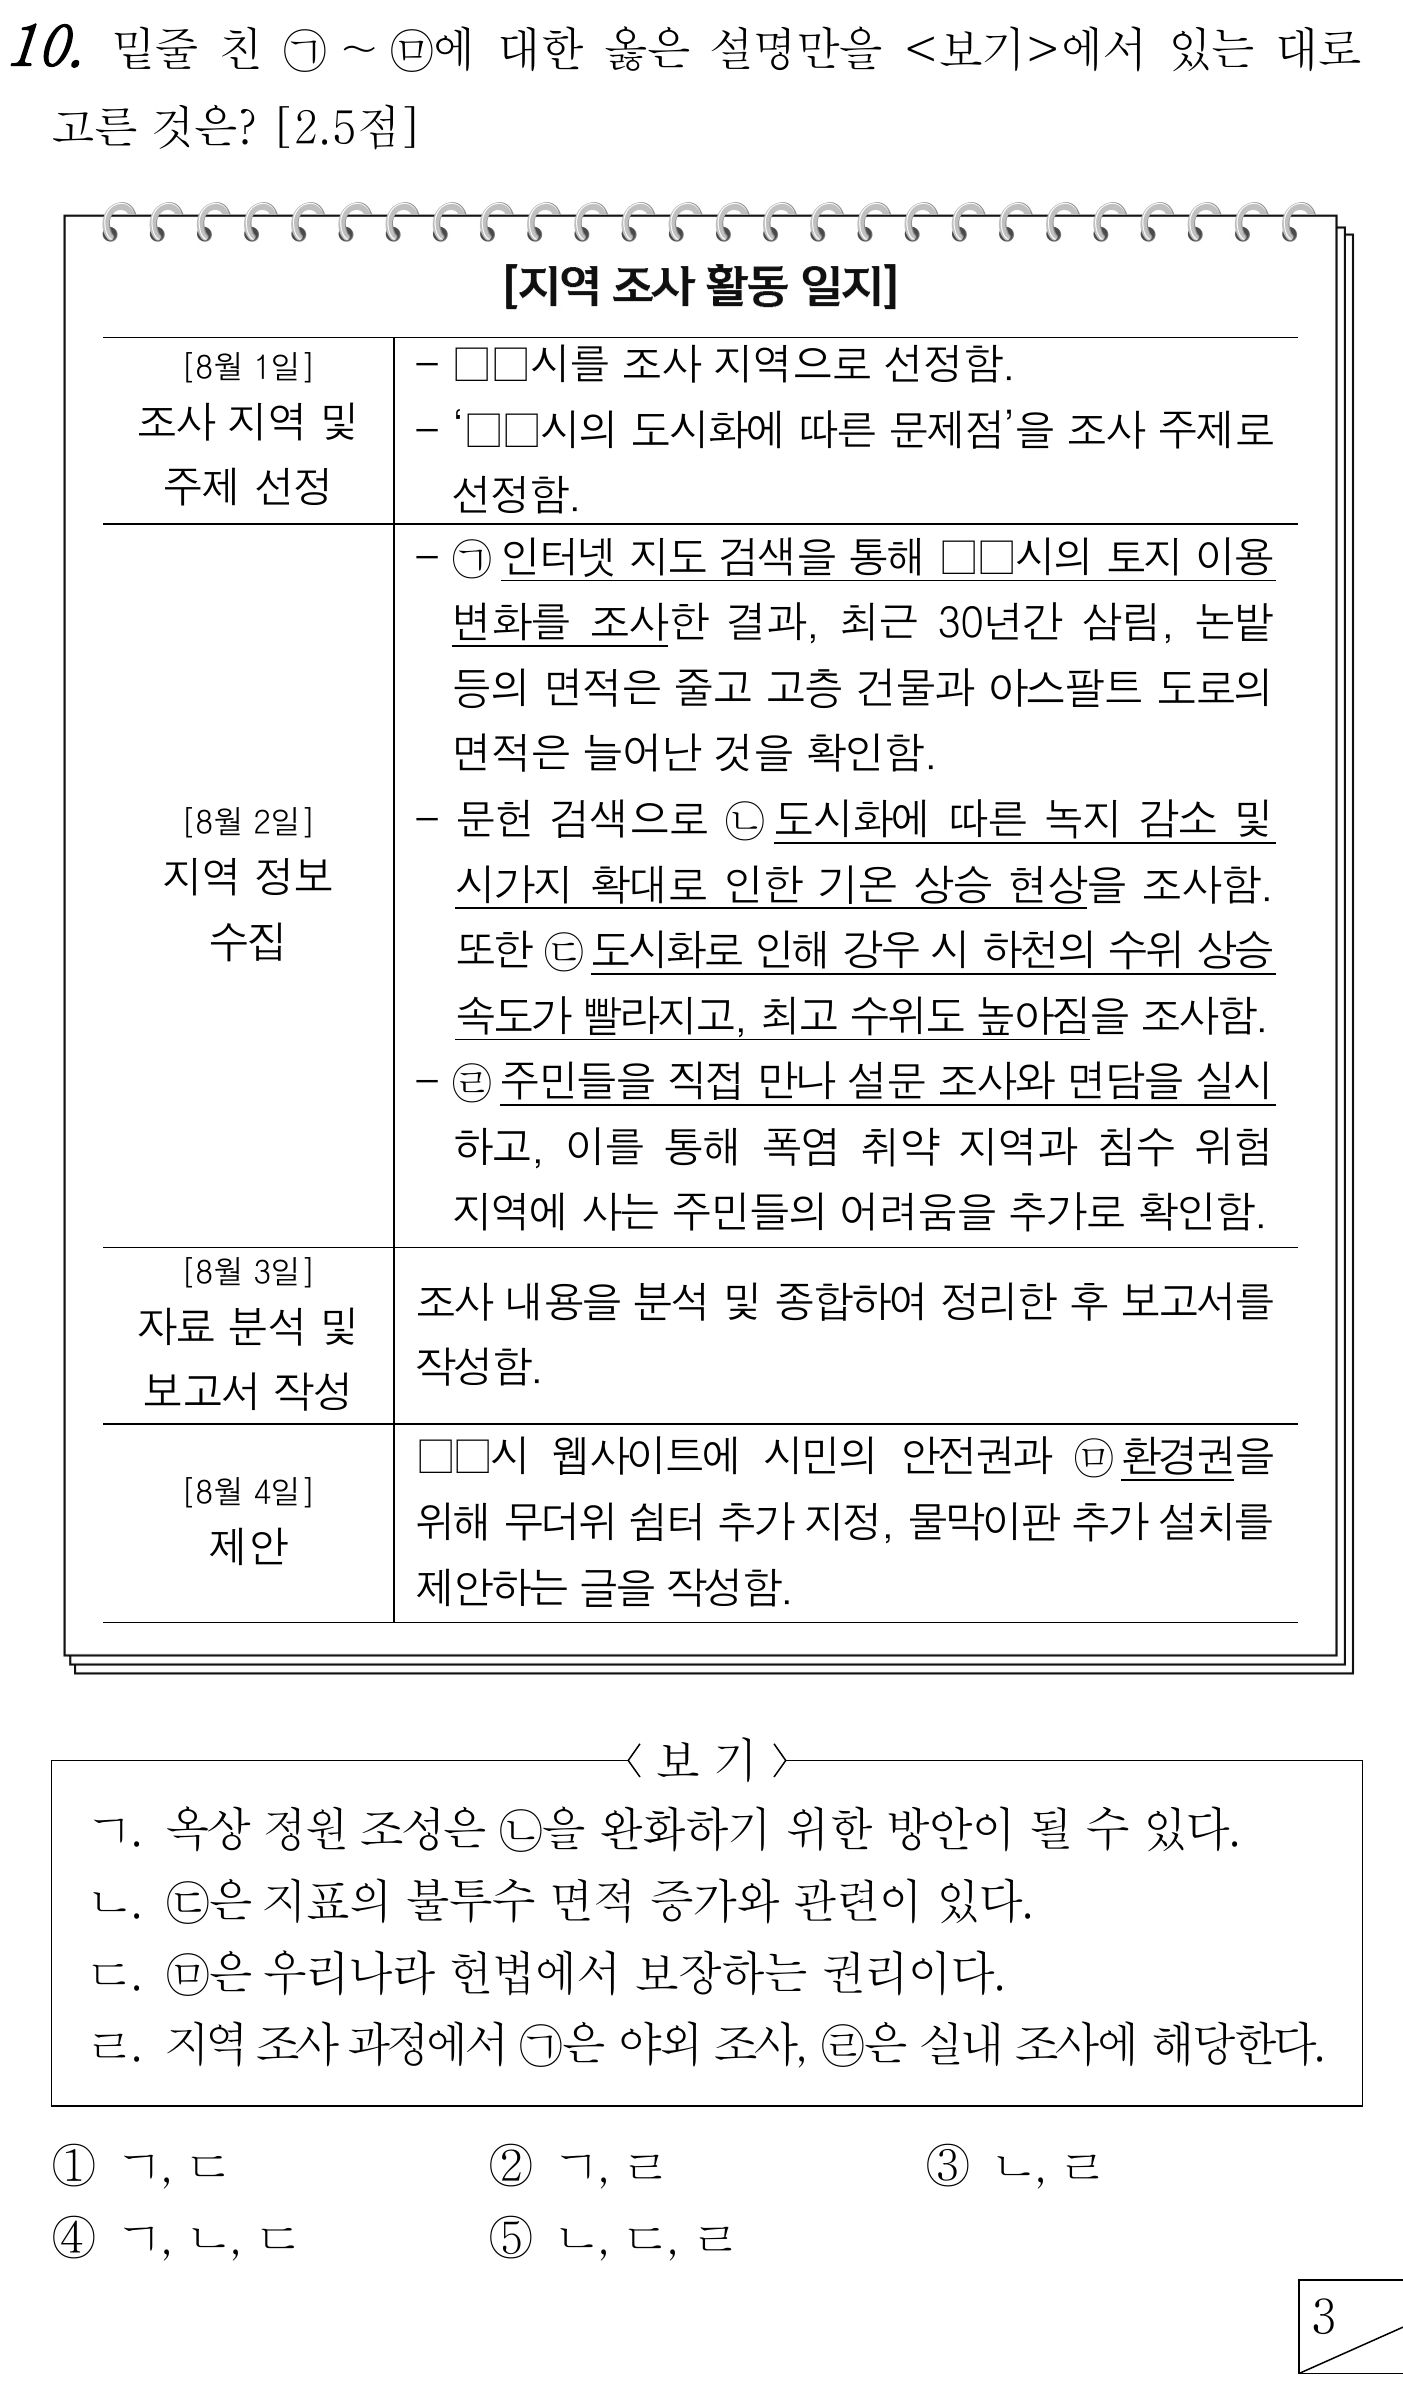 10. 밑줄 친 ㉠ ~ ㉤에 대한 옳은 설명만을 <보기>에서 있는 대로
고른 것은? [2.5점]
[지역 조사 활동 일지]
[8월 1일]
조사 지역 및
주제 선정
- □□시를 조사 지역으로 선정함.
- ‘□□시의 도시화에 따른 문제점’을 조사 주제로
선정함.
[8월 2일]
지역 정보
수집
- ㉠ 인터넷 지도 검색을 통해 □□시의 토지 이용
변화를 조사한 결과, 최근 30년간 삼림, 논밭
등의 면적은 줄고 고층 건물과 아스팔트 도로의
면적은 늘어난 것을 확인함.
- 문헌 검색으로 ㉡ 도시화에 따른 녹지 감소 및
시가지 확대로 인한 기온 상승 현상을 조사함.
또한 ㉢ 도시화로 인해 강우 시 하천의 수위 상승
속도가 빨라지고, 최고 수위도 높아짐을 조사함.
- ㉣ 주민들을 직접 만나 설문 조사와 면담을 실시
하고, 이를 통해 폭염 취약 지역과 침수 위험
지역에 사는 주민들의 어려움을 추가로 확인함.
[8월 3일]
자료 분석 및
보고서 작성
조사 내용을 분석 및 종합하여 정리한 후 보고서를
작성함.
[8월 4일]
제안
□□시 웹사이트에 시민의 안전권과 ㉤ 환경권을
위해 무더위 쉼터 추가 지정, 물막이판 추가 설치를
제안하는 글을 작성함.
〈 보 기 〉
ㄱ. 옥상 정원 조성은 ㉡을 완화하기 위한 방안이 될 수 있다.
ㄴ. ㉢은 지표의 불투수 면적 증가와 관련이 있다.
ㄷ. ㉤은 우리나라 헌법에서 보장하는 권리이다.
ㄹ. 지역 조사 과정에서 ㉠은 야외 조사, ㉣은 실내 조사에 해당한다.
① ㄱ, ㄷ ② ㄱ, ㄹ ③ ㄴ, ㄹ
④ ㄱ, ㄴ, ㄷ ⑤ ㄴ, ㄷ, ㄹ
3